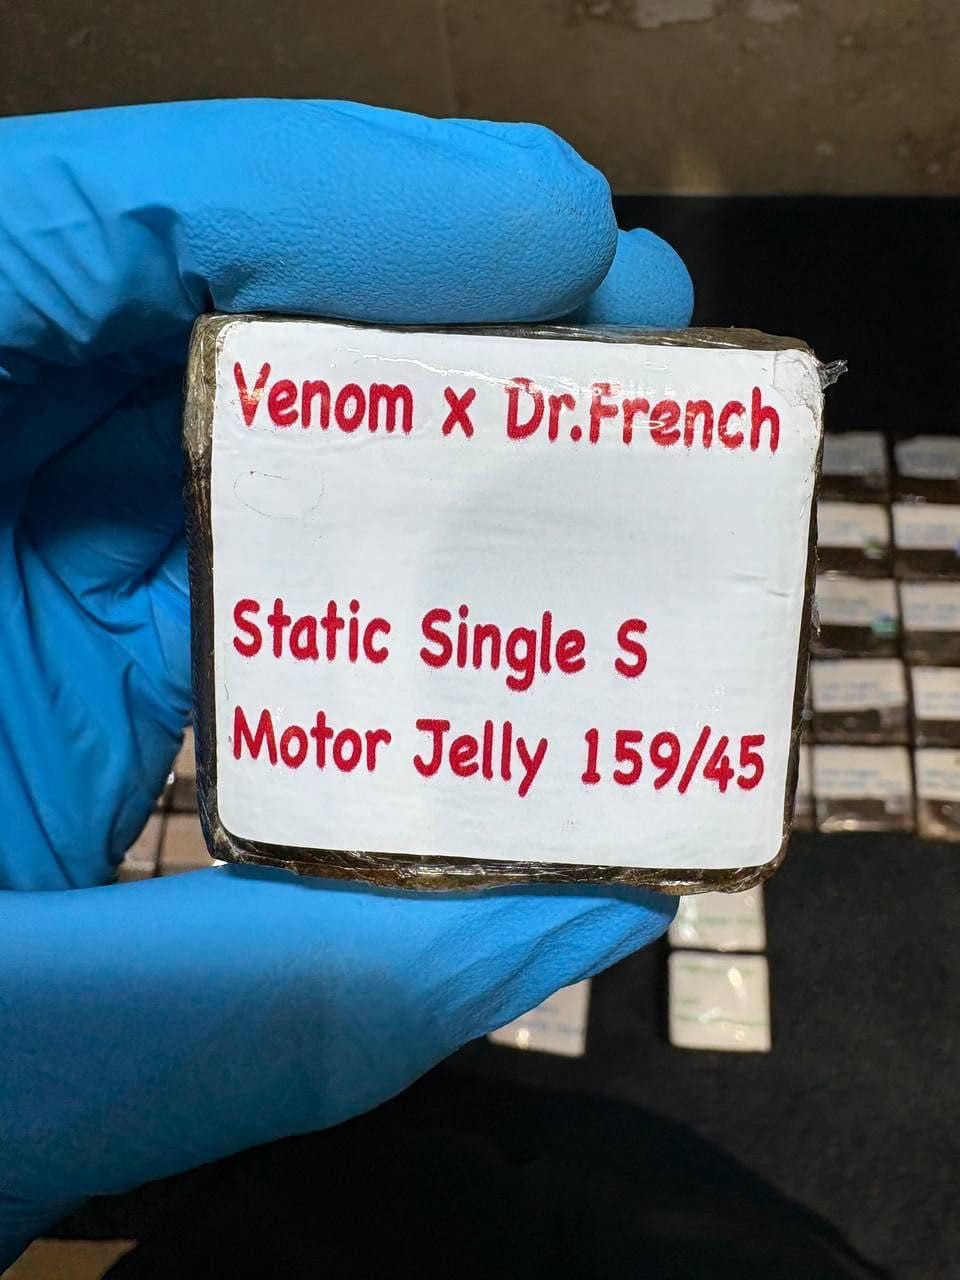 Venom x Dr.French
Static Single S
Motor Jelly 159/45